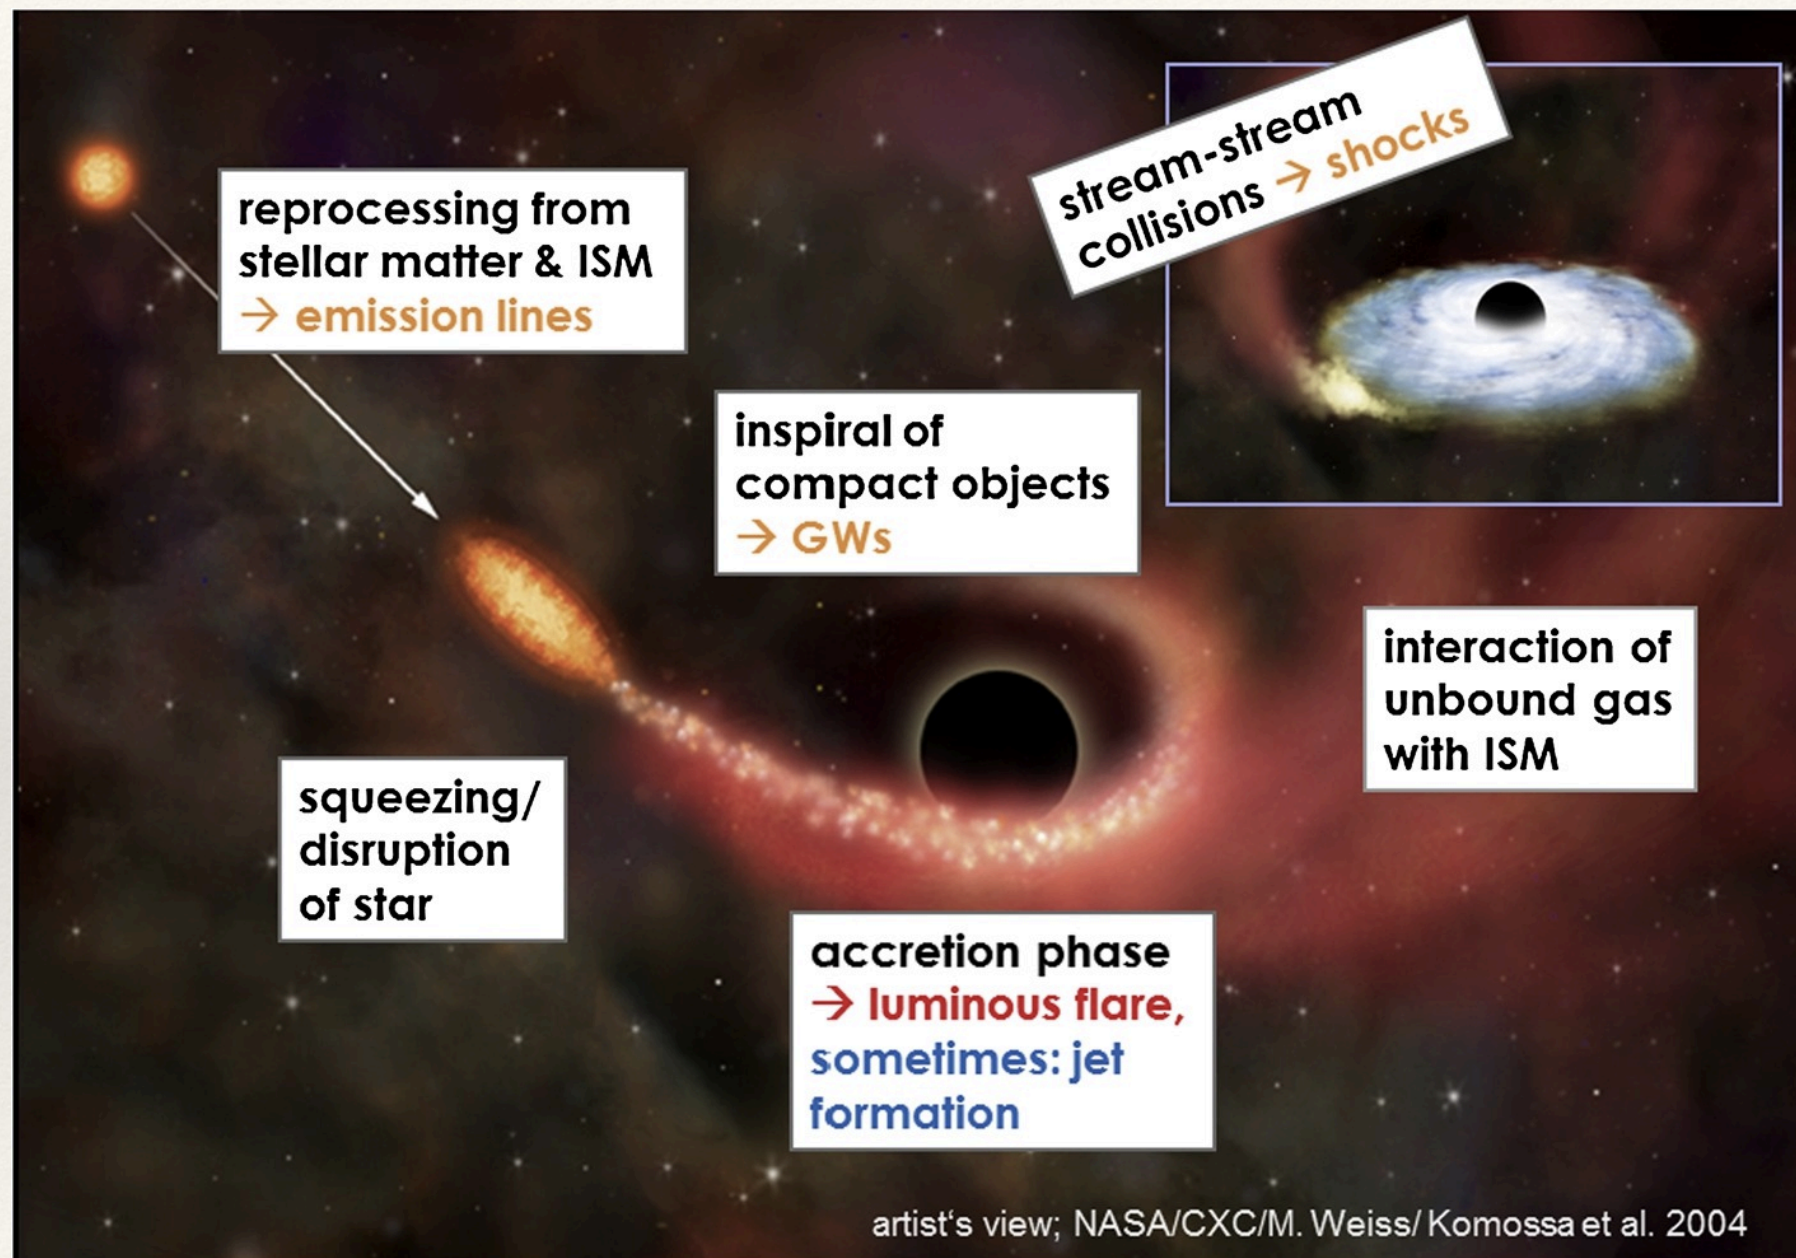 stream-stream
collisions → shocks
reprocessing from
stellar matter & ISM
→ emission lines
inspiral of
compact objects
→ GWs
interaction of
unbound gas
with ISM
squeezing/
disruption
of star
accretion phase
→ luminous flare,
sometimes: jet
formation
artist‘s view; NASA/CXC/M. Weiss/ Komossa et al. 2004